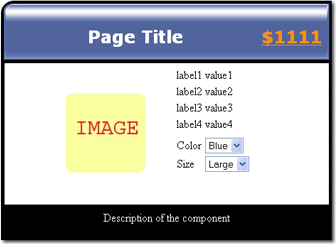 Page Title $1111
label1 value1
label2 value2
label3 value3
label4 value4
IMAGE
Color Blue
Size Large
Description of the component